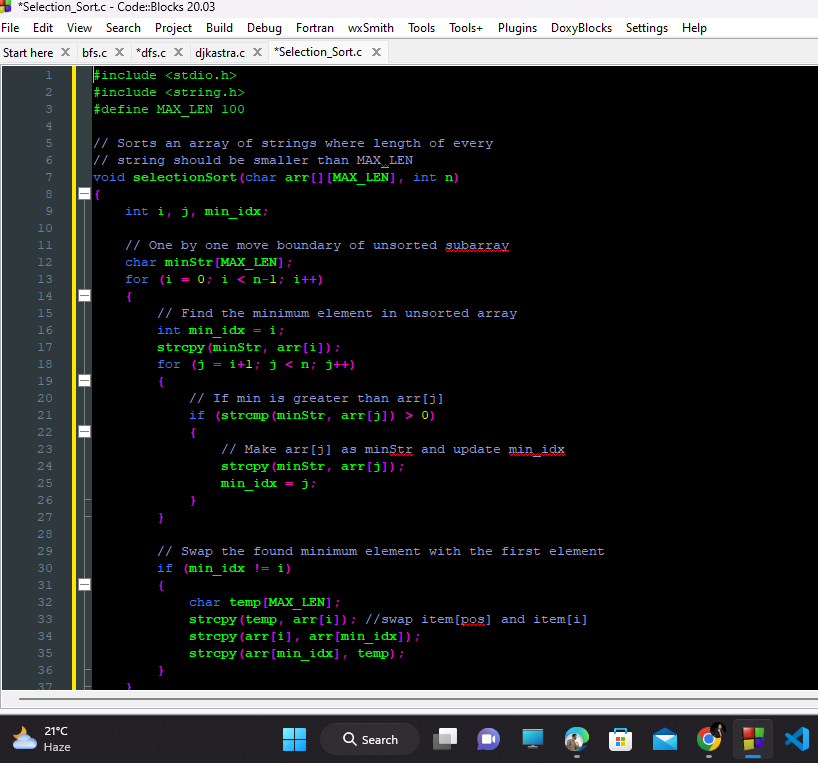 *Selection_Sort.c - Code::Blocks 20.03
File Edit View Search Project Build Debug Fortran wxSmith Tools Tools+ Plugins DoxyBlocks Settings Help
Start here bfs.c *dfs.c djkastra.c *Selection_Sort.c
1 #include <stdio.h>
2 #include <string.h>
3 #define MAX_LEN 100
4
5 // Sorts an array of strings where length of every
6 // string should be smaller than MAX_LEN
7 void selectionSort(char arr[][MAX_LEN], int n)
8 {
9 int i, j, min_idx;
10
11 // One by one move boundary of unsorted subarray
12 char minStr[MAX_LEN];
13 for (i = 0; i < n-1; i++)
14 {
15 // Find the minimum element in unsorted array
16 int min_idx = i;
17 strcpy(minStr, arr[i]);
18 for (j = i+1; j < n; j++)
19 {
20 // If min is greater than arr[j]
21 if (strcmp(minStr, arr[j]) > 0)
22 {
23 // Make arr[j] as minStr and update min_idx
24 strcpy(minStr, arr[j]);
25 min_idx = j;
26 }
27 }
28
29 // Swap the found minimum element with the first element
30 if (min_idx != i)
31 {
32 char temp[MAX_LEN];
33 strcpy(temp, arr[i]); //swap item[pos] and item[i]
34 strcpy(arr[i], arr[min_idx]);
35 strcpy(arr[min_idx], temp);
36 }
37 }
21°C
Haze
Search